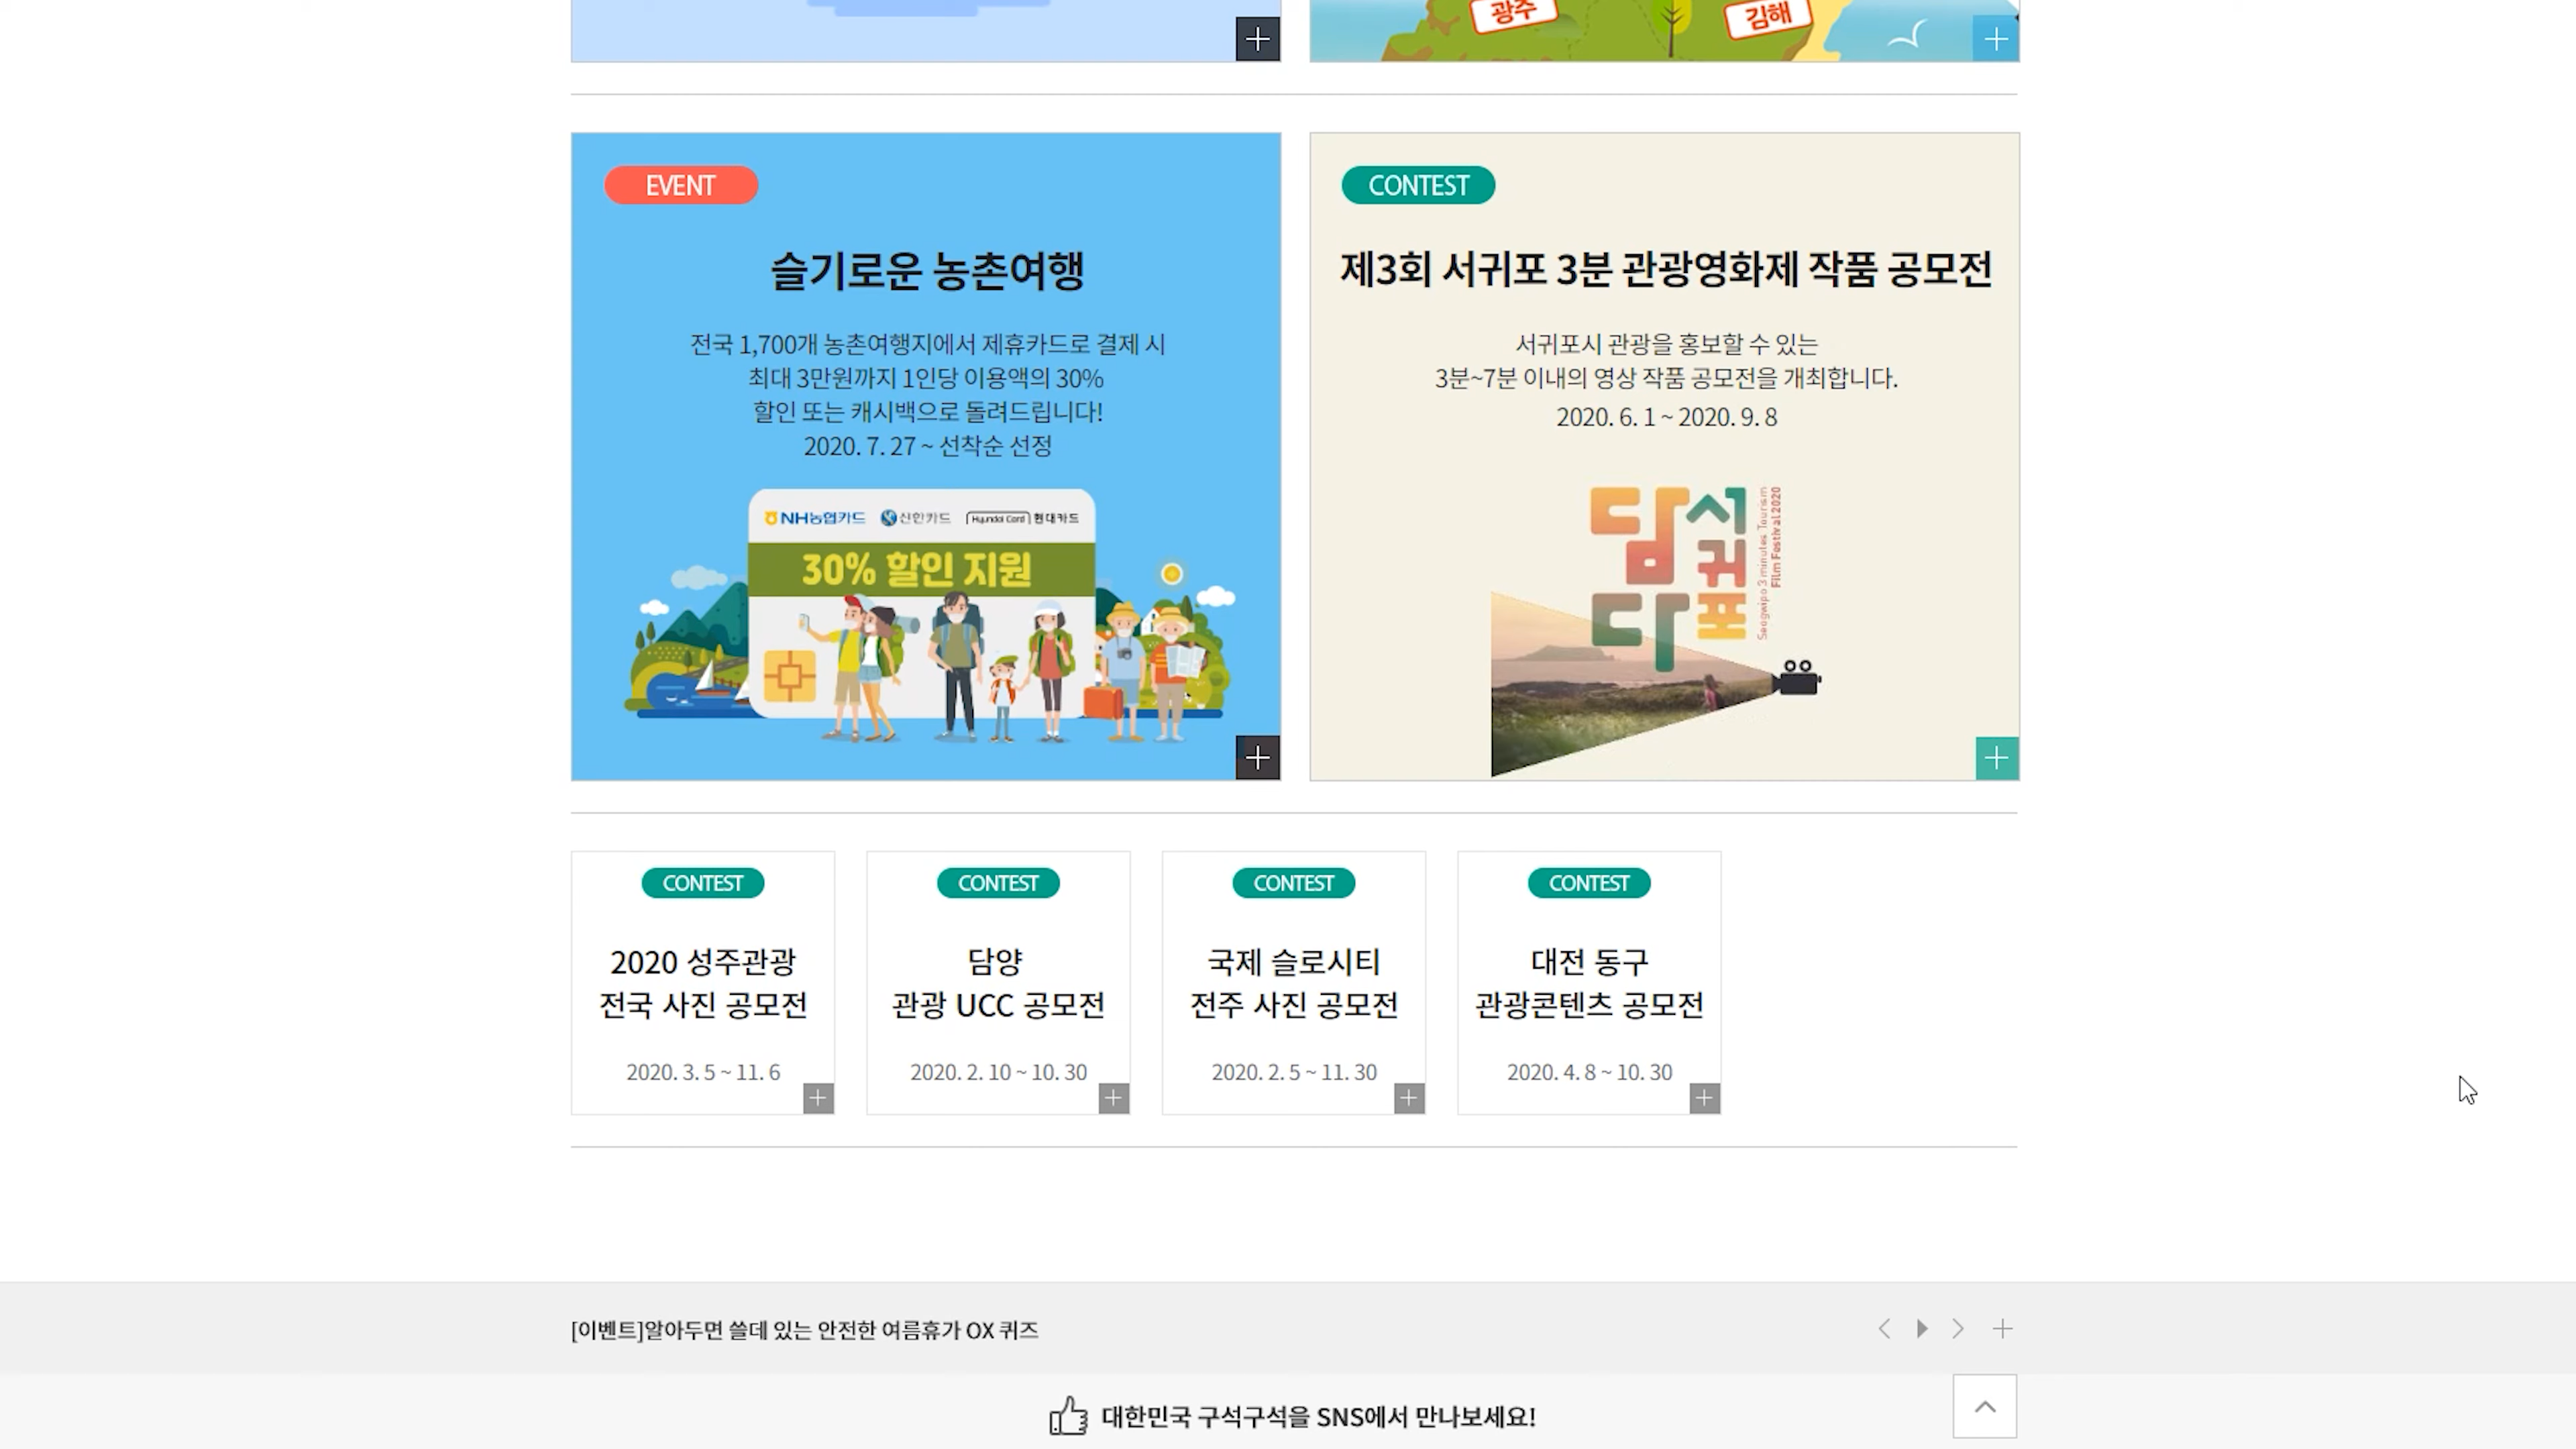 광주
김해
EVENT
슬기로운 농촌여행
전국 1,700개 농촌여행지에서 제휴카드로 결제 시
최대 3만원까지 1인당 이용액의 30%
할인 또는 캐시백으로 돌려드립니다!
2020. 7. 27 ~ 선착순 선정
NH농협카드 신한카드 Hyundai Card 현대카드
30% 할인 지원
CONTEST
제3회 서귀포 3분 관광영화제 작품 공모전
서귀포시 관광을 홍보할 수 있는
3분~7분 이내의 영상 작품 공모전을 개최합니다.
2020. 6. 1 ~ 2020. 9. 8
담다
서귀포
Seogwipo 3 minutes Tourism
Film Festival 2020
CONTEST
2020 성주관광
전국 사진 공모전
2020. 3. 5 ~ 11. 6
CONTEST
담양
관광 UCC 공모전
2020. 2. 10 ~ 10. 30
CONTEST
국제 슬로시티
전주 사진 공모전
2020. 2. 5 ~ 11. 30
CONTEST
대전 동구
관광콘텐츠 공모전
2020. 4. 8 ~ 10. 30
[이벤트]알아두면 쓸데 있는 안전한 여름휴가 OX 퀴즈
대한민국 구석구석을 SNS에서 만나보세요!